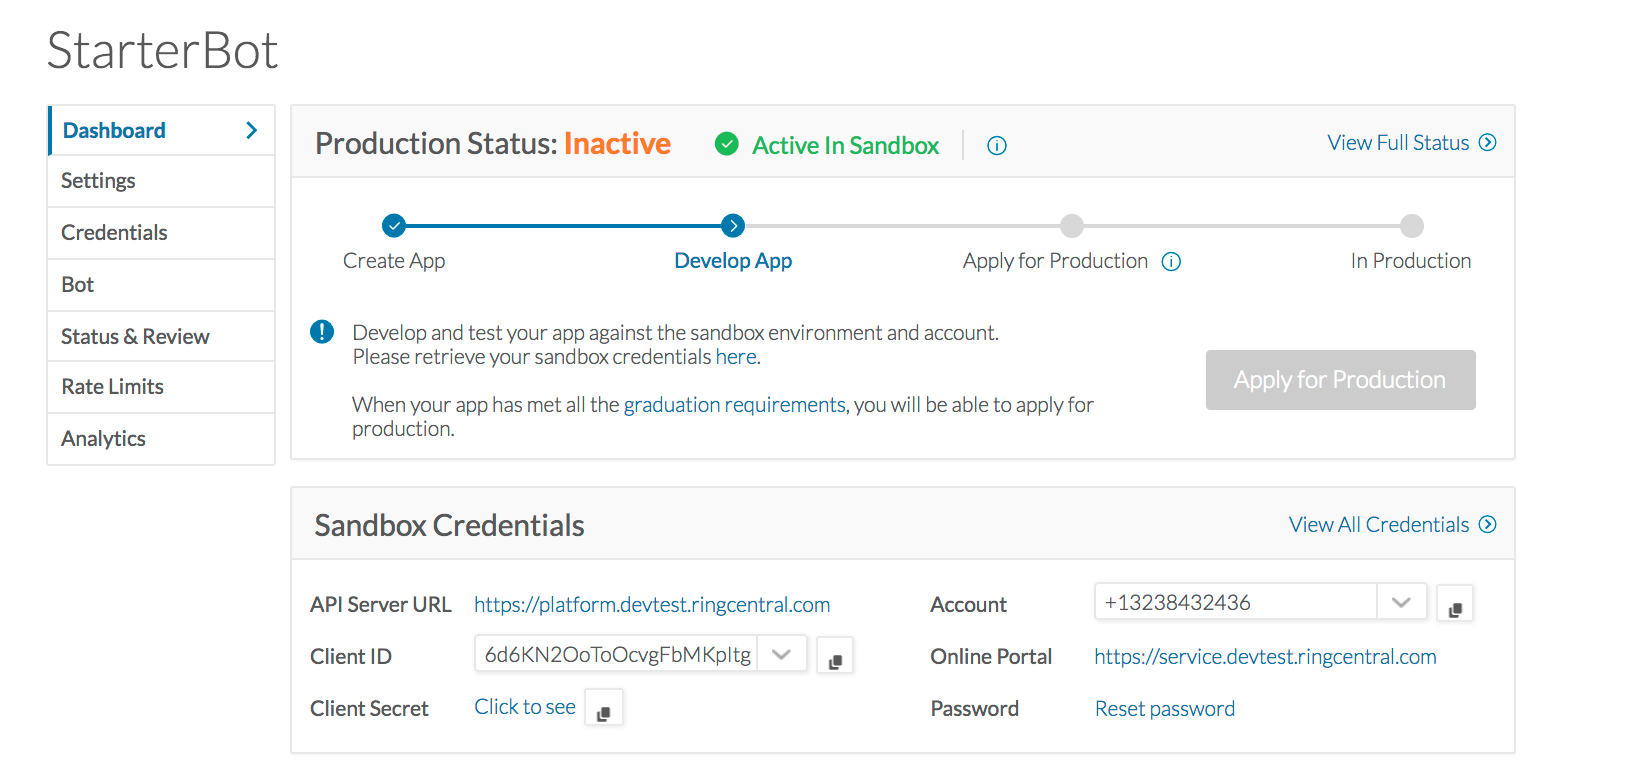 StarterBot
Dashboard
Settings
Credentials
Bot
Status & Review
Rate Limits
Analytics
Production Status: Inactive
Active In Sandbox
View Full Status
Create App
Develop App
Apply for Production
In Production
Develop and test your app against the sandbox environment and account.
Please retrieve your sandbox credentials here.
When your app has met all the graduation requirements, you will be able to apply for
production.
Apply for Production
Sandbox Credentials
View All Credentials
API Server URL https://platform.devtest.ringcentral.com
Client ID 6d6KN2OoToOcvgFbMKpItg
Client Secret Click to see
Account +13238432436
Online Portal https://service.devtest.ringcentral.com
Password Reset password